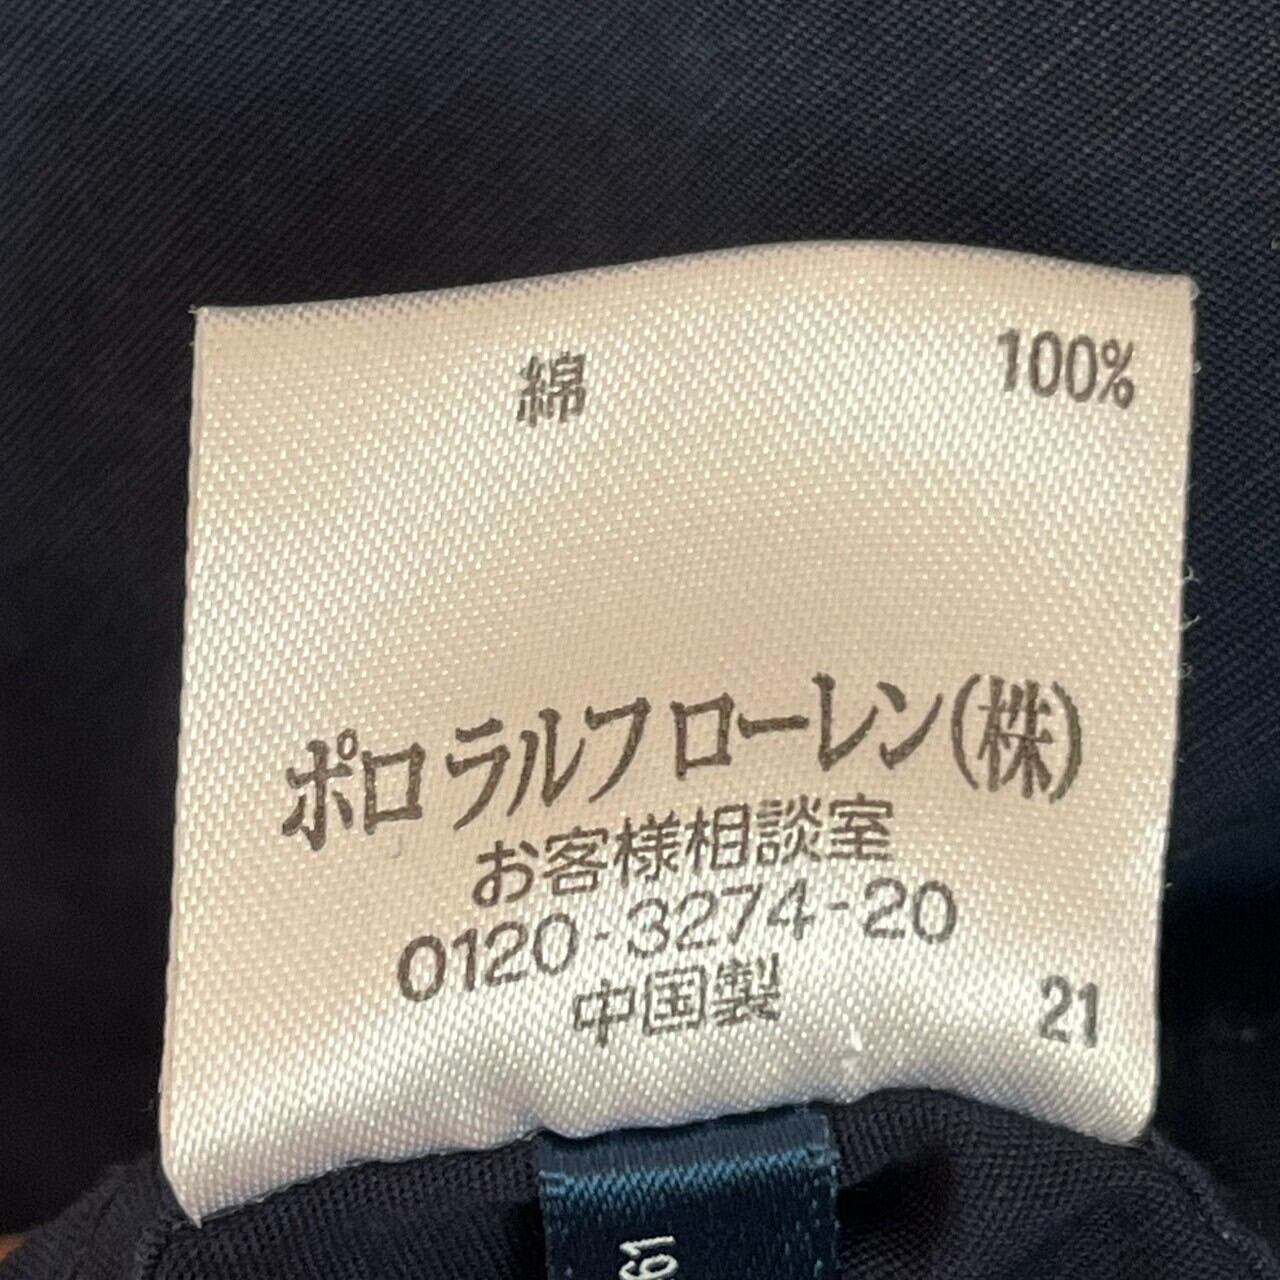 綿 100%
ポロ ラルフ ローレン(株)
お客様相談室
0120-3274-20
中国製 21
61